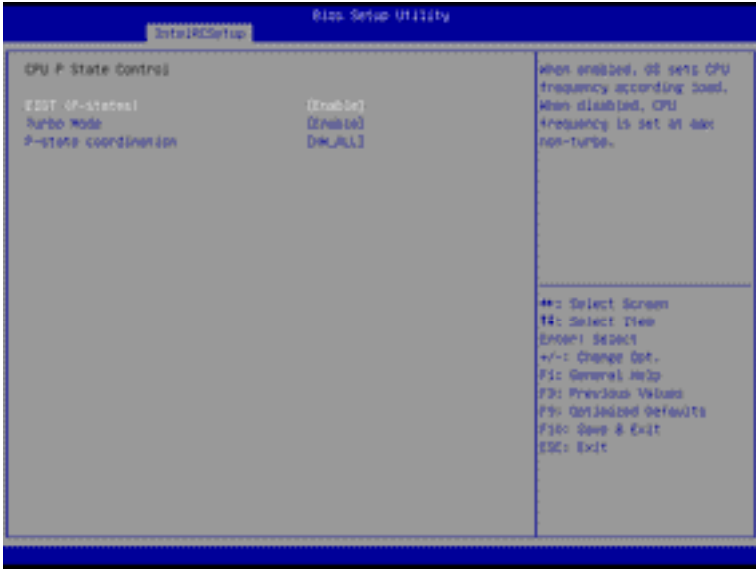 Bios Setup Utility
IntelRCSetup
CPU P State Control
EIST (P-states) [Enable]
Turbo Mode [Enable]
P-state coordination [HW_ALL]
When enabled, OS sets CPU
frequency according load.
When disabled, CPU
frequency is set at max
non-turbo.
: Select Screen
: Select Item
Enter: Select
+/-: Change Opt.
F1: General Help
: Previous Values
F9: Optimized Defaults
F10: Save & Exit
ESC: Exit